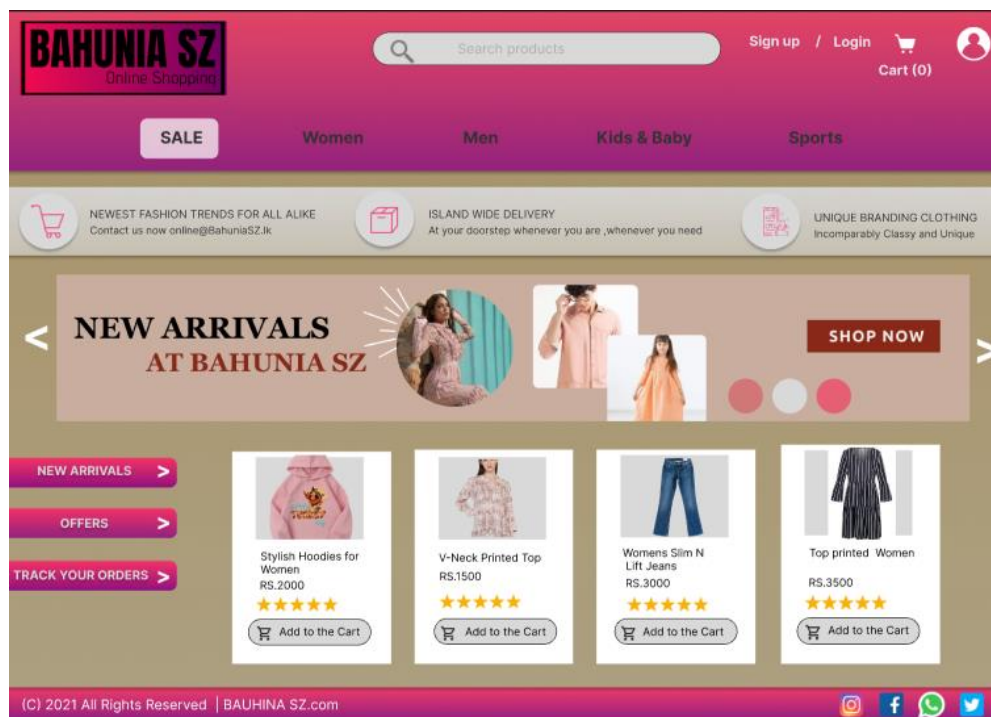 BAHUNIA SZ
Online Shopping
Search products
Sign up / Login
Cart (0)
SALE Women Men Kids & Baby Sports
NEWEST FASHION TRENDS FOR ALL ALIKE
Contact us now online@BahuniaSZ.lk
ISLAND WIDE DELIVERY
At your doorstep whenever you are ,whenever you need
UNIQUE BRANDING CLOTHING
Incomparably Classy and Unique
<
NEW ARRIVALS
AT BAHUNIA SZ
SHOP NOW
>
NEW ARRIVALS >
OFFERS >
TRACK YOUR ORDERS >
Stylish Hoodies for
Women
RS.2000
Add to the Cart
V-Neck Printed Top
RS.1500
Add to the Cart
Womens Slim N
Lift Jeans
RS.3000
Add to the Cart
Top printed Women
RS.3500
Add to the Cart
(C) 2021 All Rights Reserved | BAUHINA SZ.com